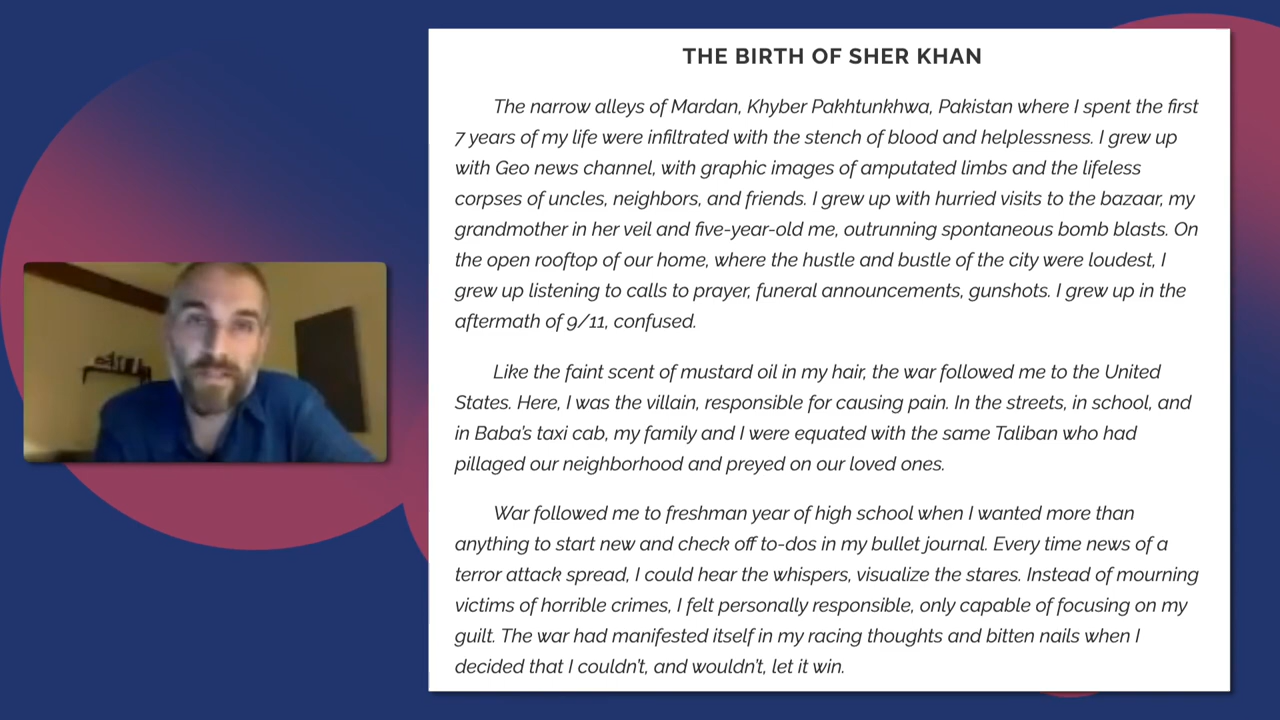 THE BIRTH OF SHER KHAN
The narrow alleys of Mardan, Khyber Pakhtunkhwa, Pakistan where I spent the first
7 years of my life were infiltrated with the stench of blood and helplessness. I grew up
with Geo news channel, with graphic images of amputated limbs and the lifeless
corpses of uncles, neighbors, and friends. I grew up with hurried visits to the bazaar, my
grandmother in her veil and five-year-old me, outrunning spontaneous bomb blasts. On
the open rooftop of our home, where the hustle and bustle of the city were loudest, I
grew up listening to calls to prayer, funeral announcements, gunshots. I grew up in the
aftermath of 9/11, confused.
Like the faint scent of mustard oil in my hair, the war followed me to the United
States. Here, I was the villain, responsible for causing pain. In the streets, in school, and
in Baba's taxi cab, my family and I were equated with the same Taliban who had
pillaged our neighborhood and preyed on our loved ones.
War followed me to freshman year of high school when I wanted more than
anything to start new and check off to-dos in my bullet journal. Every time news of a
terror attack spread, I could hear the whispers, visualize the stares. Instead of mourning
victims of horrible crimes, I felt personally responsible, only capable of focusing on my
guilt. The war had manifested itself in my racing thoughts and bitten nails when I
decided that I couldn't, and wouldn't, let it win.